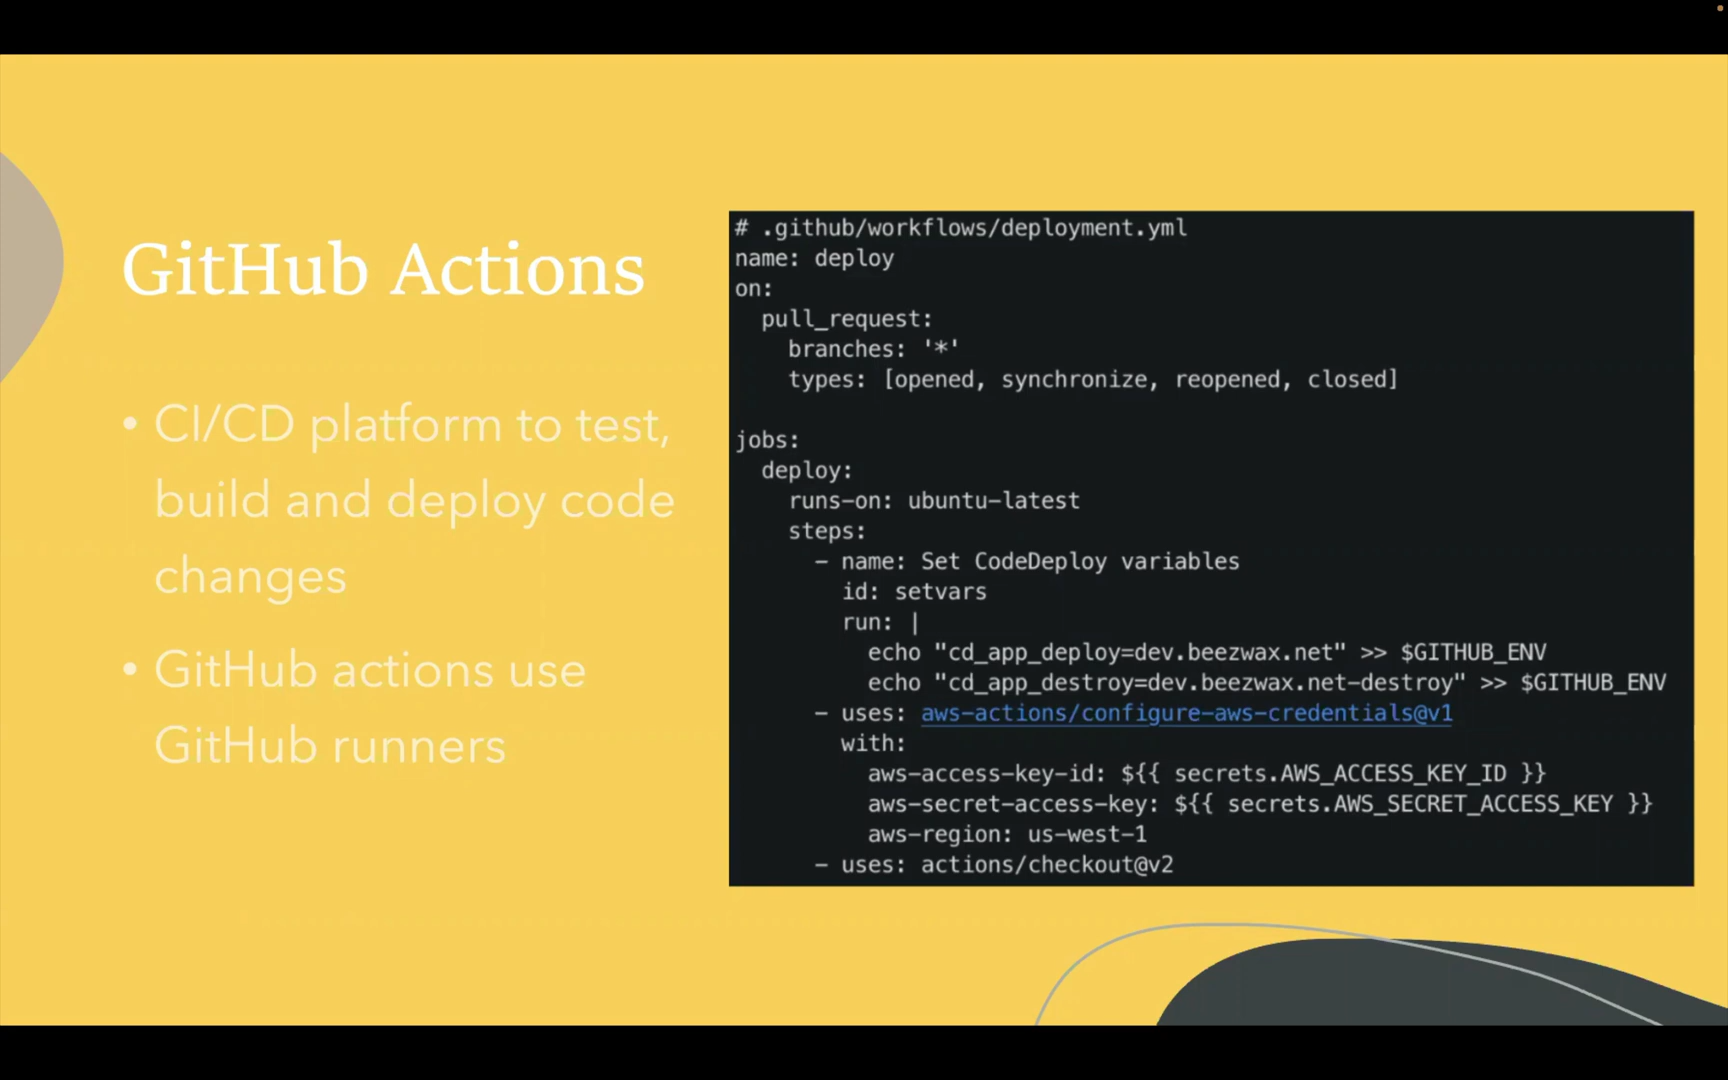 GitHub Actions
• CI/CD platform to test,
build and deploy code
changes
• GitHub actions use
GitHub runners
# .github/workflows/deployment.yml
name: deploy
on:
  pull_request:
    branches: '*'
    types: [opened, synchronize, reopened, closed]

jobs:
  deploy:
    runs-on: ubuntu-latest
    steps:
      - name: Set CodeDeploy variables
        id: setvars
        run: |
          echo "cd_app_deploy=dev.beezwax.net" >> $GITHUB_ENV
          echo "cd_app_destroy=dev.beezwax.net-destroy" >> $GITHUB_ENV
      - uses: aws-actions/configure-aws-credentials@v1
        with:
          aws-access-key-id: ${{ secrets.AWS_ACCESS_KEY_ID }}
          aws-secret-access-key: ${{ secrets.AWS_SECRET_ACCESS_KEY }}
          aws-region: us-west-1
      - uses: actions/checkout@v2